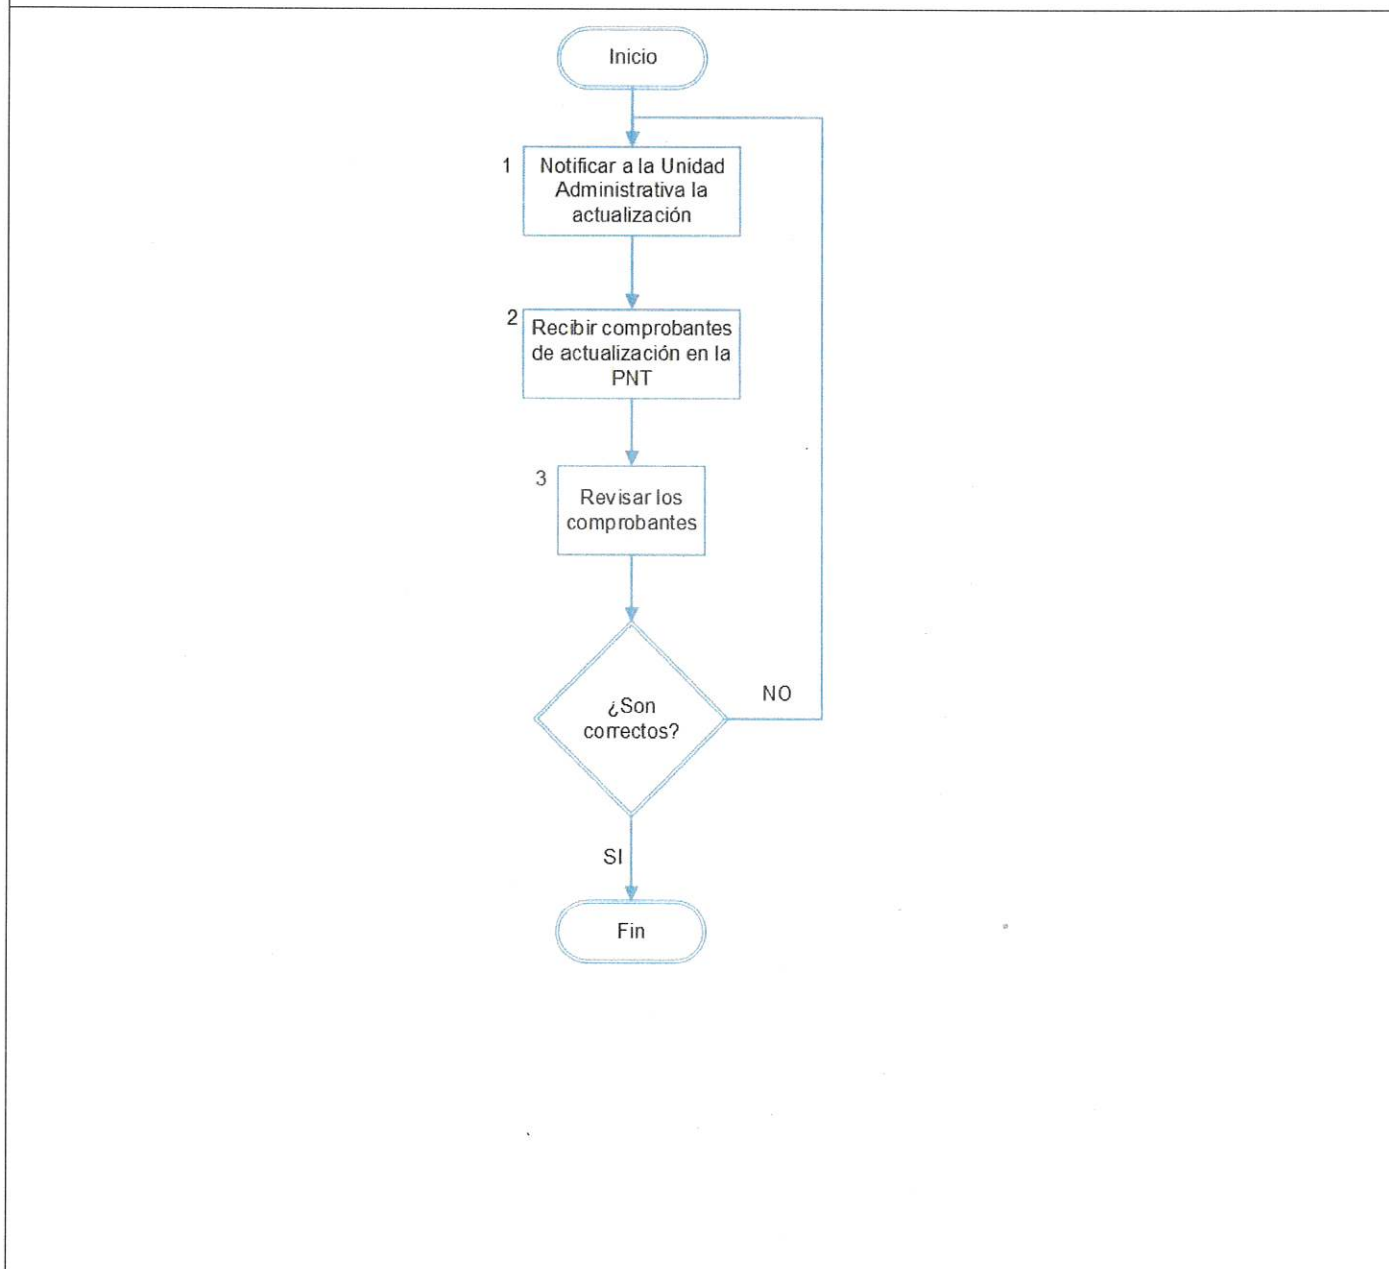 Inicio
1
Notificar a la Unidad
Administrativa la
actualización
2
Recibir comprobantes
de actualización en la
PNT
3
Revisar los
comprobantes
¿Son
correctos?
NO
SI
Fin